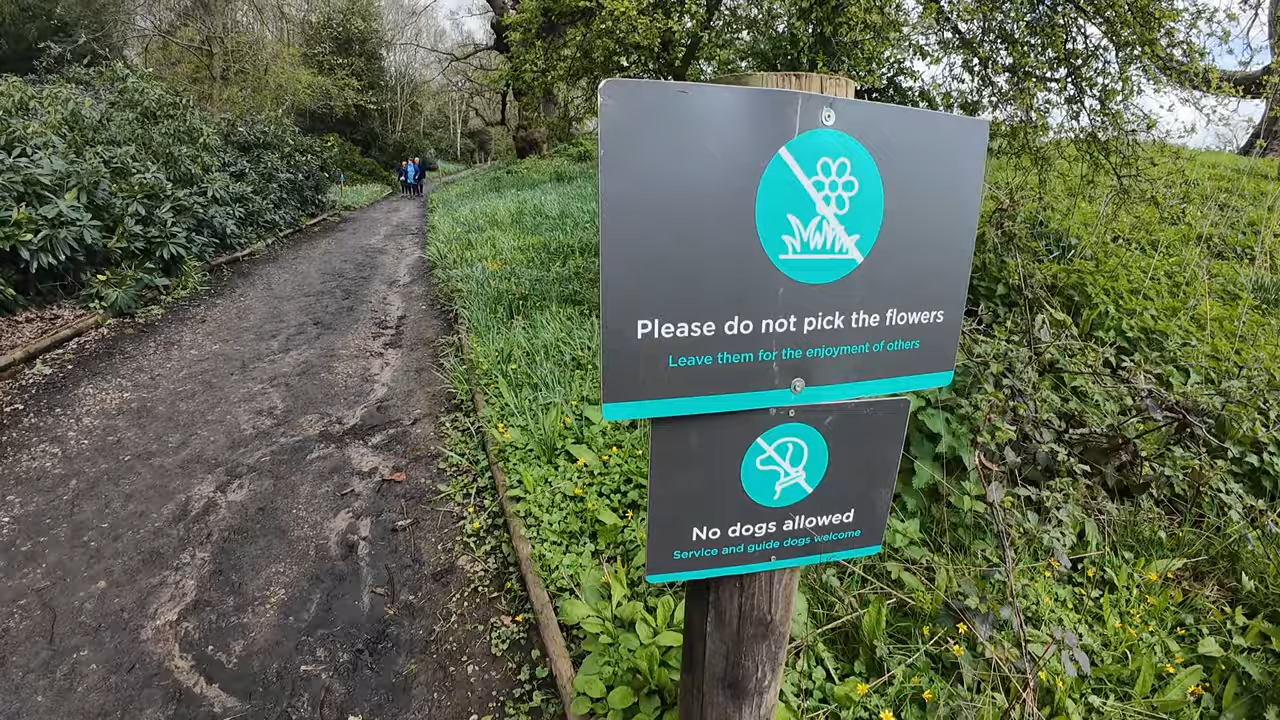 Please do not pick the flowers
Leave them for the enjoyment of others
No dogs allowed
Service and guide dogs welcome